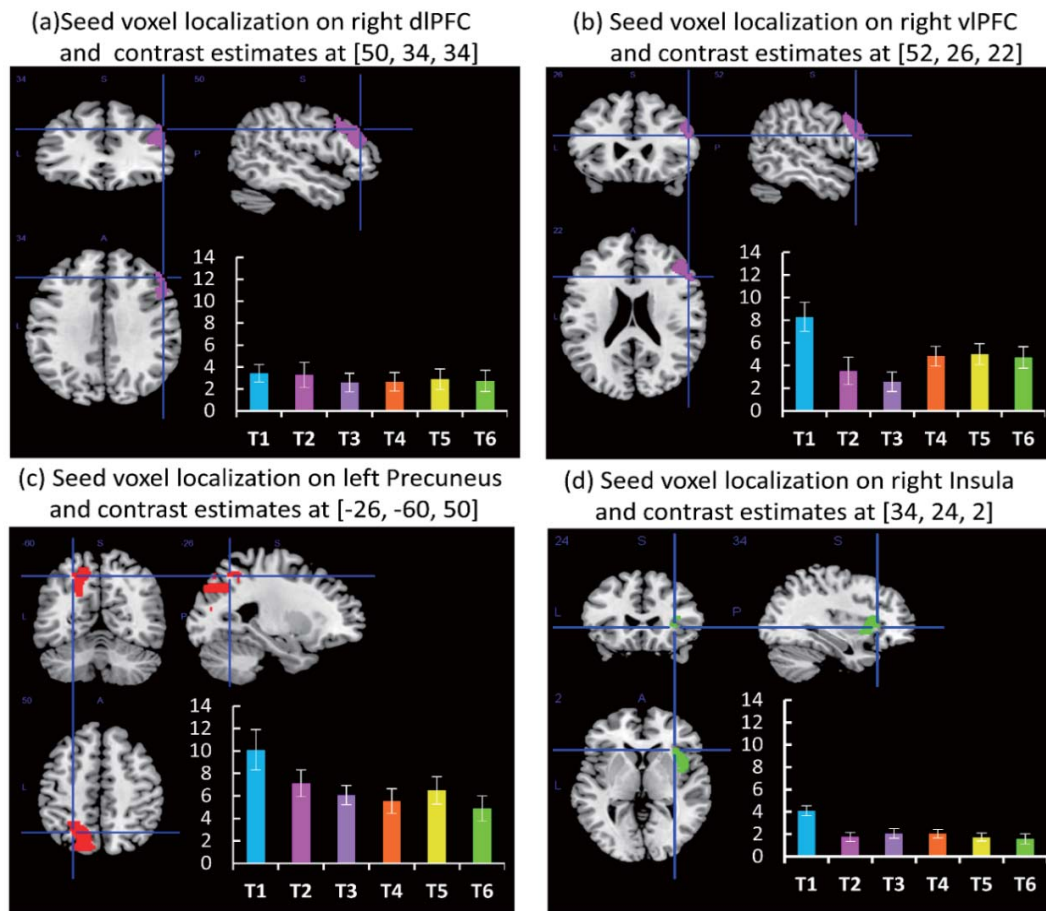 (a)Seed voxel localization on right dlPFC
and contrast estimates at [50, 34, 34]
34
S
50
S
L
P
34
A
L
14
12
10
8
6
4
2
0
T1 T2 T3 T4 T5 T6
(b) Seed voxel localization on right vlPFC
and contrast estimates at [52, 26, 22]
26
S
52
S
L
P
22
A
L
14
12
10
8
6
4
2
0
T1 T2 T3 T4 T5 T6
(c) Seed voxel localization on left Precuneus
and contrast estimates at [-26, -60, 50]
-60
S
-26
S
L
P
50
A
L
14
12
10
8
6
4
2
0
T1 T2 T3 T4 T5 T6
(d) Seed voxel localization on right Insula
and contrast estimates at [34, 24, 2]
24
S
34
S
L
P
2
A
L
14
12
10
8
6
4
2
0
T1 T2 T3 T4 T5 T6